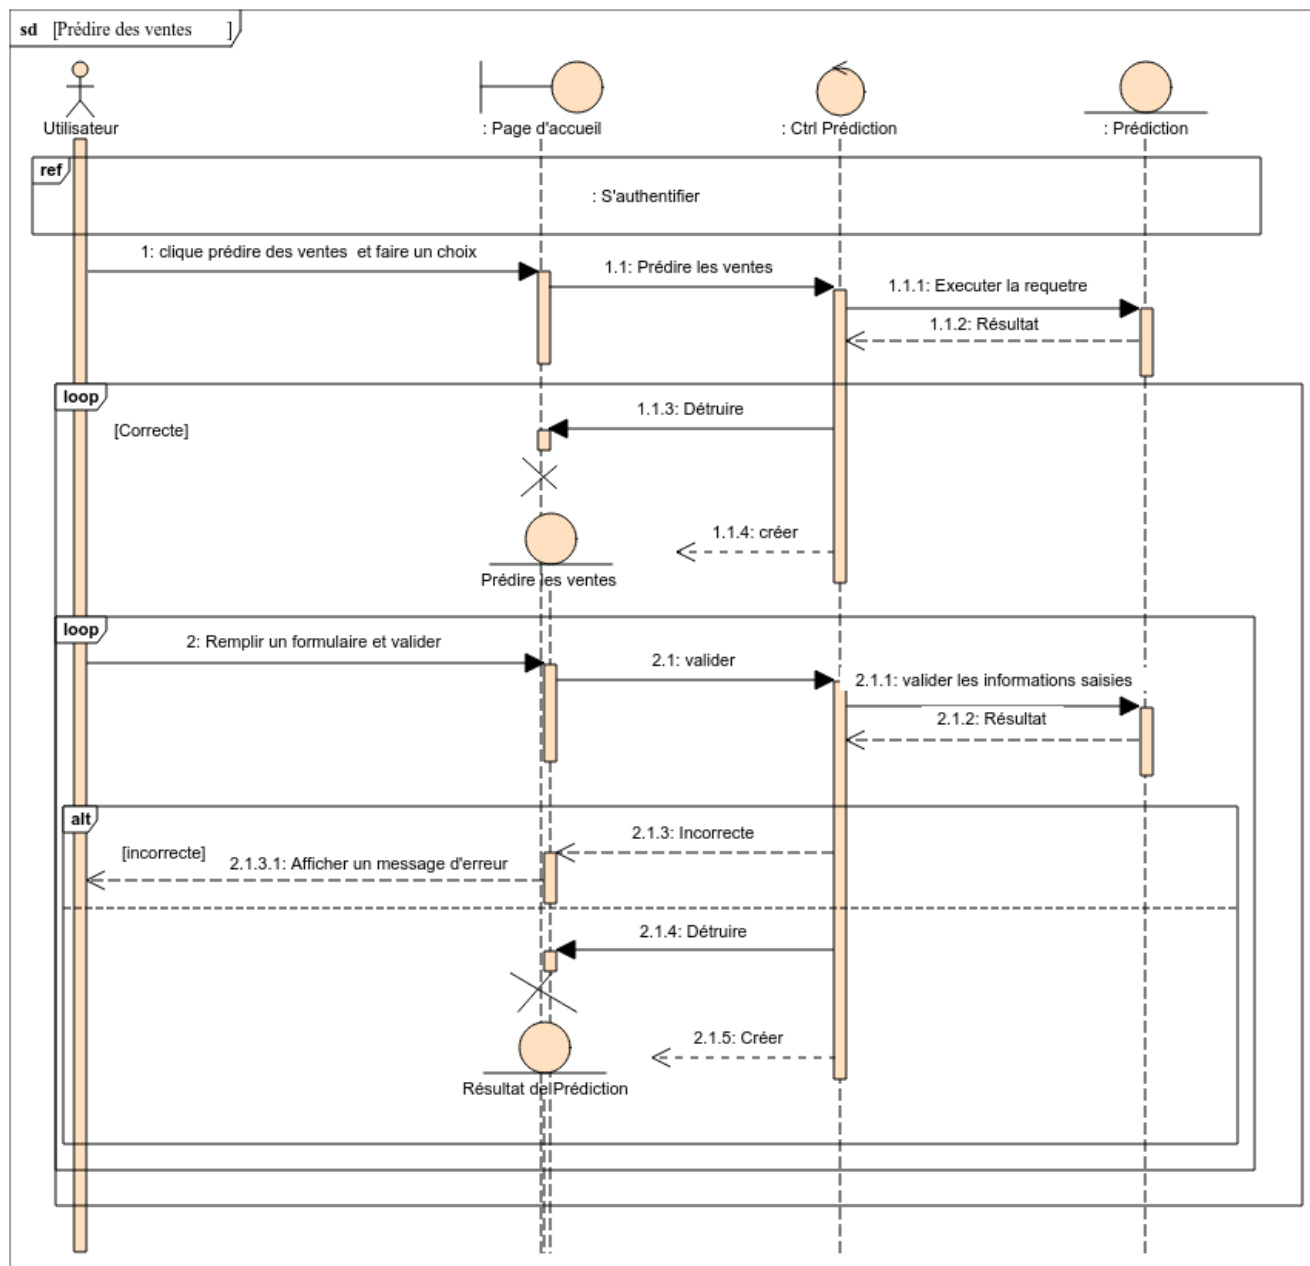 sd [Prédire des ventes ]
Utilisateur
: Page d'accueil
: Ctrl Prédiction
: Prédiction
ref
: S'authentifier
1: clique prédire des ventes et faire un choix
1.1: Prédire les ventes
1.1.1: Executer la requetre
1.1.2: Résultat
loop
[Correcte]
1.1.3: Détruire
1.1.4: créer
Prédire les ventes
loop
2: Remplir un formulaire et valider
2.1: valider
2.1.1: valider les informations saisies
2.1.2: Résultat
alt
[incorrecte]
2.1.3: Incorrecte
2.1.3.1: Afficher un message d'erreur
2.1.4: Détruire
2.1.5: Créer
Résultat de Prédiction